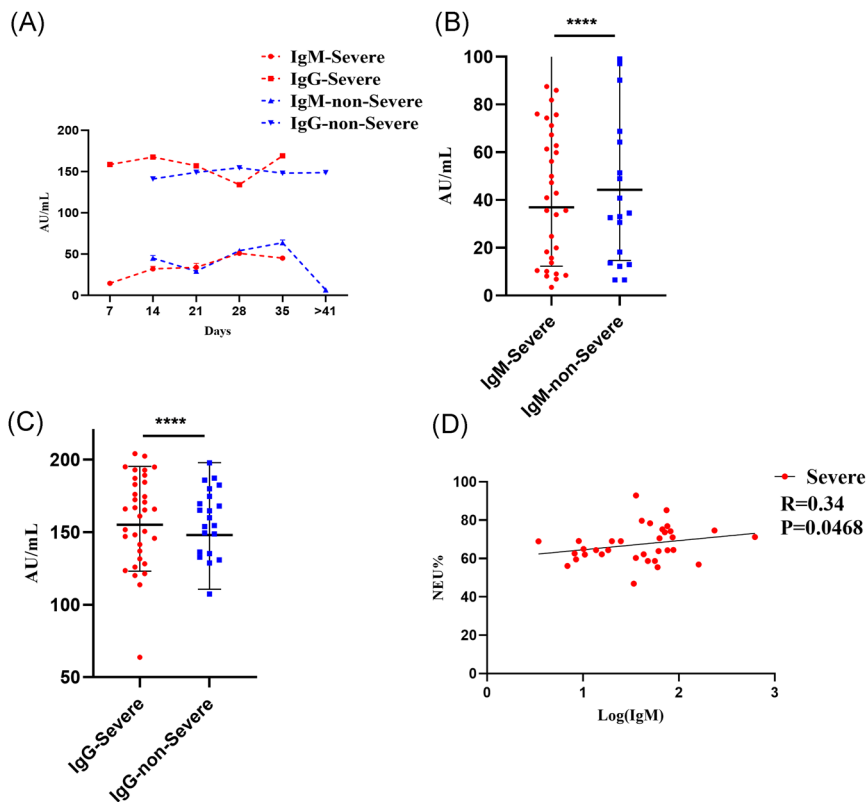 (A)
IgM-Severe
IgG-Severe
IgM-non-Severe
IgG-non-Severe
200
150
100
50
0
AU/mL
7 14 21 28 35 >41
Days
(B)
****
100
80
60
40
20
0
AU/mL
IgM-Severe
IgM-non-Severe
(C)
****
200
150
100
50
AU/mL
IgG-Severe
IgG-non-Severe
(D)
Severe
R=0.34
P=0.0468
100
80
60
40
20
0
NEU%
0 1 2 3
Log(IgM)